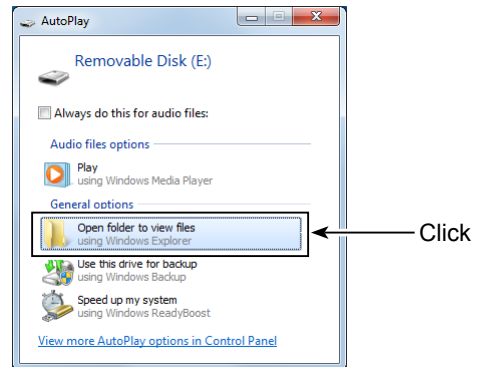 AutoPlay
Removable Disk (E:)
Always do this for audio files:
Audio files options
Play
using Windows Media Player
General options
Open folder to view files
using Windows Explorer
Click
Use this drive for backup
using Windows Backup
Speed up my system
using Windows ReadyBoost
View more AutoPlay options in Control Panel